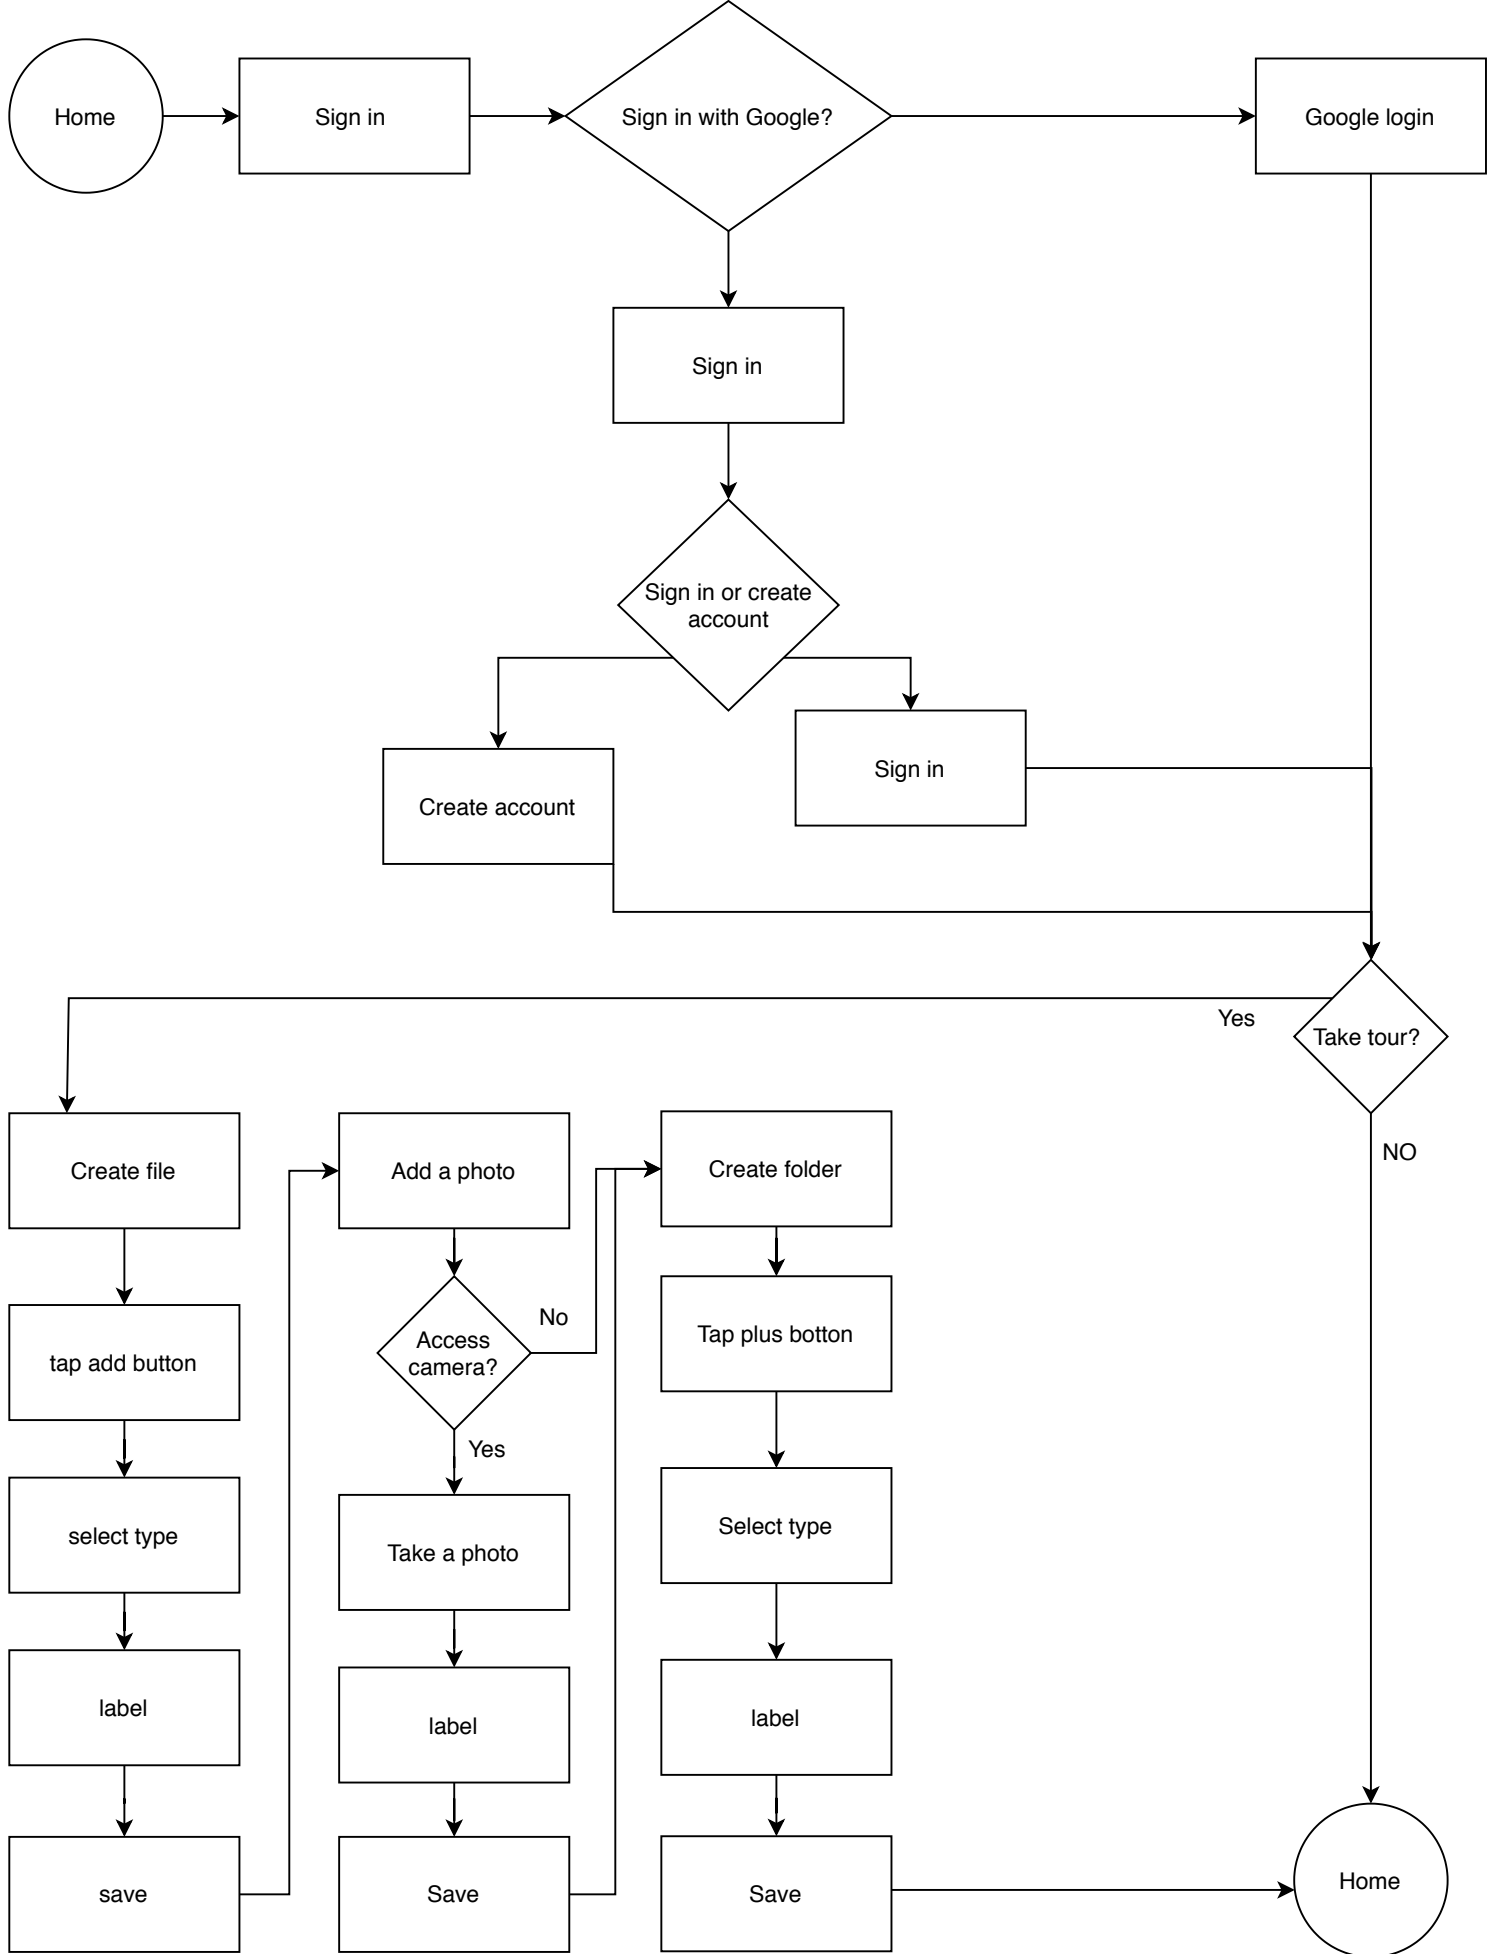 Home
Sign in
Sign in with Google?
Google login
Sign in
Sign in or create
account
Create account
Sign in
Yes
Take tour?
NO
Create file
tap add button
select type
label
save
Add a photo
Access
camera?
No
Yes
Take a photo
label
Save
Create folder
Tap plus botton
Select type
label
Save
Home